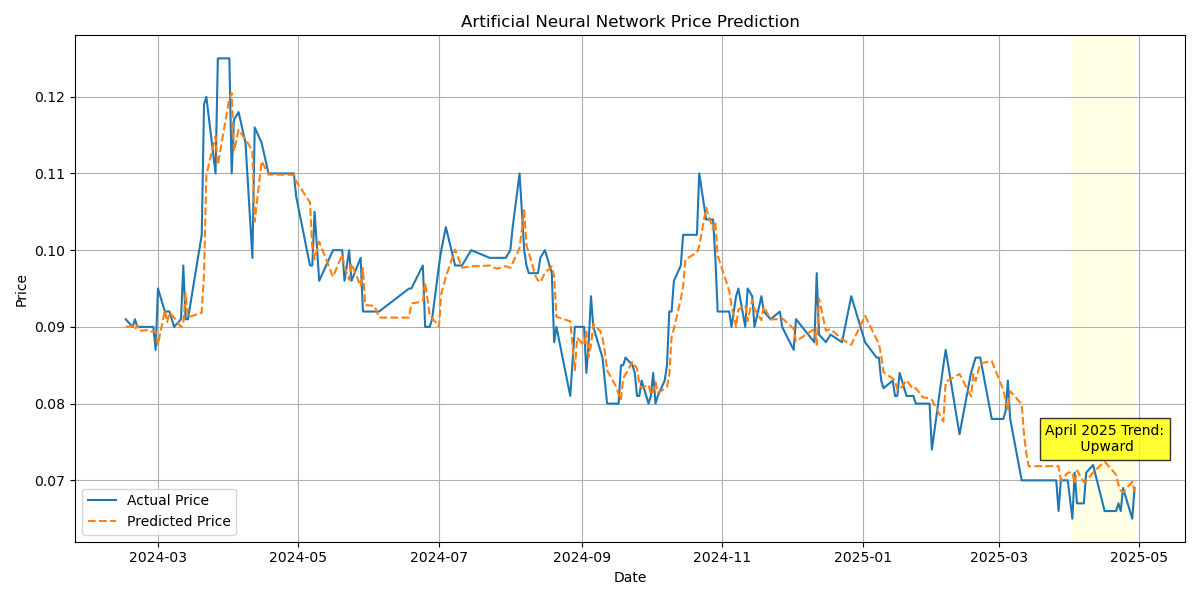 Artificial Neural Network Price Prediction
Price
0.12
0.11
0.10
0.09
0.08
0.07
April 2025 Trend:
Upward
Actual Price
Predicted Price
2024-03 2024-05 2024-07 2024-09 2024-11 2025-01 2025-03 2025-05
Date